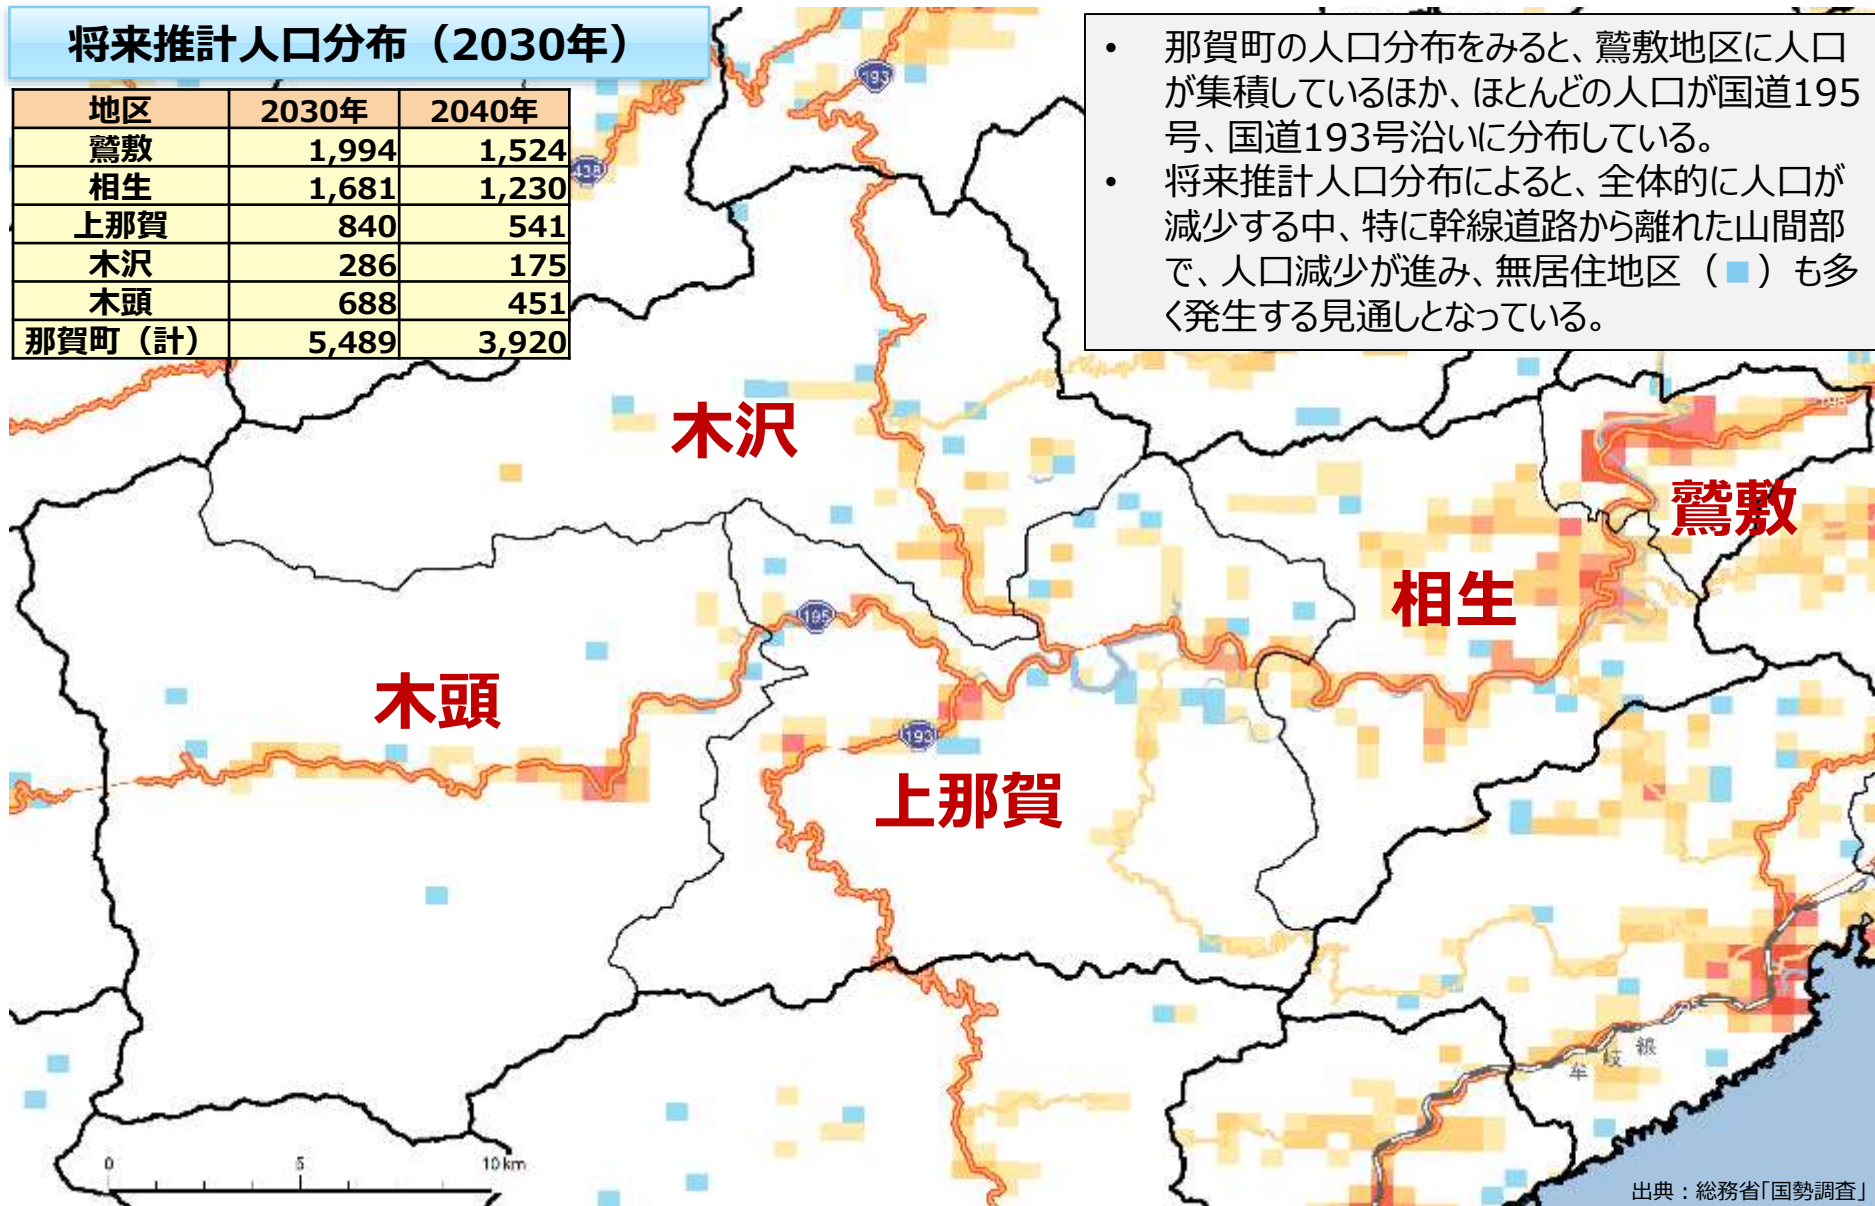 将来推計人口分布（2030年）
地区 2030年 2040年
鷲敷 1,994 1,524
相生 1,681 1,230
上那賀 840 541
木沢 286 175
木頭 688 451
那賀町（計） 5,489 3,920
• 那賀町の人口分布をみると、鷲敷地区に人口
が集積しているほか、ほとんどの人口が国道195
号、国道193号沿いに分布している。
• 将来推計人口分布によると、全体的に人口が
減少する中、特に幹線道路から離れた山間部
で、人口減少が進み、無居住地区（■）も多
く発生する見通しとなっている。
193
438
195
木沢
鷲敷
相生
195
木頭
193
上那賀
牟岐線
0 5 10 km
出典：総務省「国勢調査」